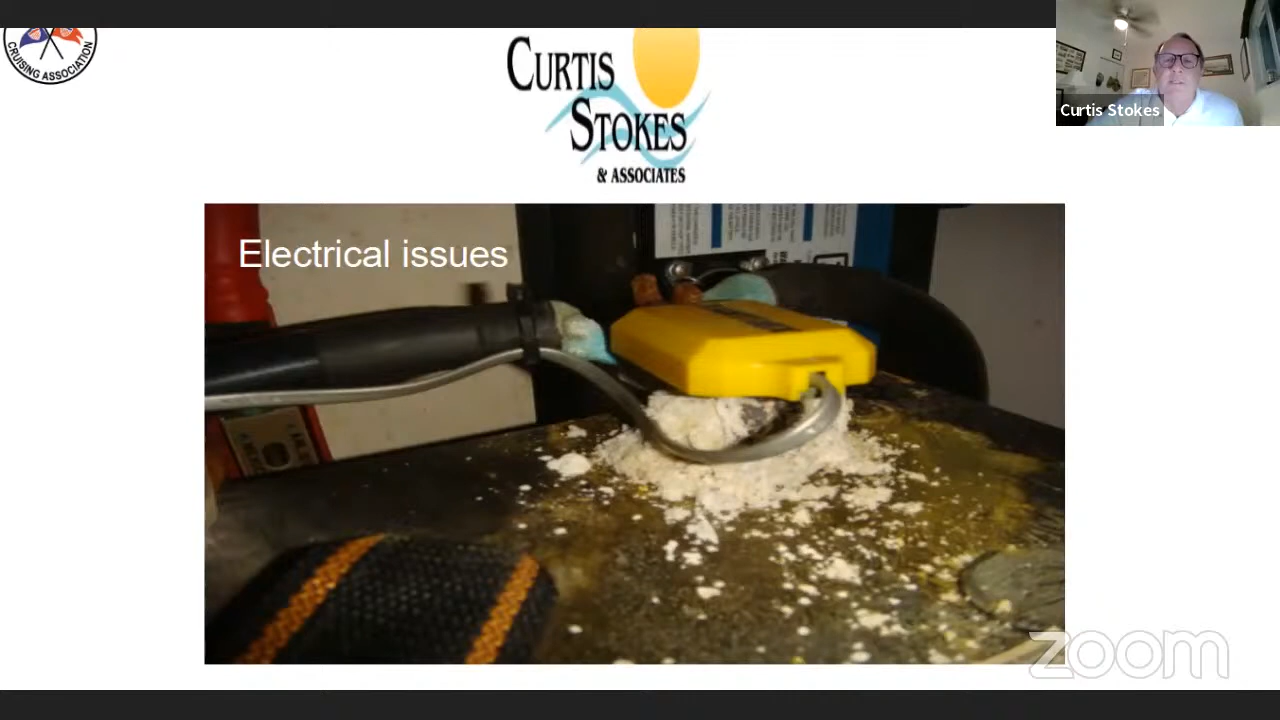 CRUISING ASSOCIATION
CURTIS
STOKES
& ASSOCIATES
Curtis Stokes
Electrical issues
zoom